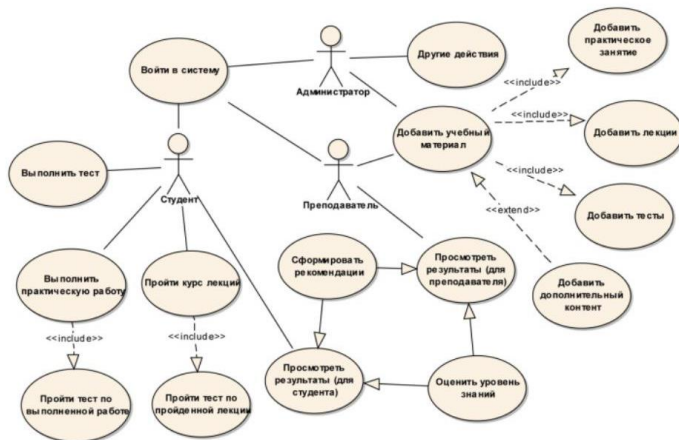 Добавить
практическое
занятие
Войти в систему
Другие действия
Администратор
<<include>>
<<include>>
Добавить учебный
материал
Добавить лекции
Выполнить тест
Студент
<<include>>
Преподаватель
<<extend>>
Добавить тесты
Сформировать
рекомендации
Просмотреть
результаты (для
преподавателя)
Выполнить
практическую работу
Пройти курс лекций
Добавить
дополнительный
контент
<<include>>
<<include>>
Просмотреть
результаты (для
студента)
Оценить уровень
знаний
Пройти тест по
выполненной работе
Пройти тест по
пройденной лекции